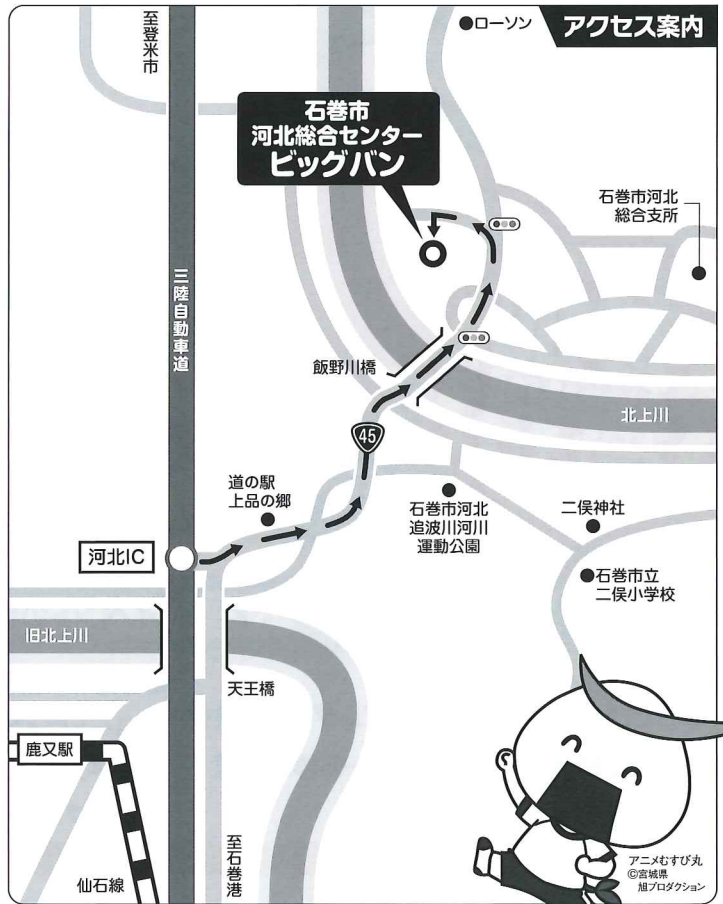 アクセス案内
ローソン
至登米市
石巻市
河北総合センター
ビッグバン
石巻市河北
総合支所
三陸自動車道
飯野川橋
北上川
45
道の駅
上品の郷
石巻市河北
追波川河川
運動公園
二俣神社
河北IC
石巻市立
二俣小学校
旧北上川
天王橋
鹿又駅
至石巻港
仙石線
アニメむすび丸
©宮城県
旭プロダクション